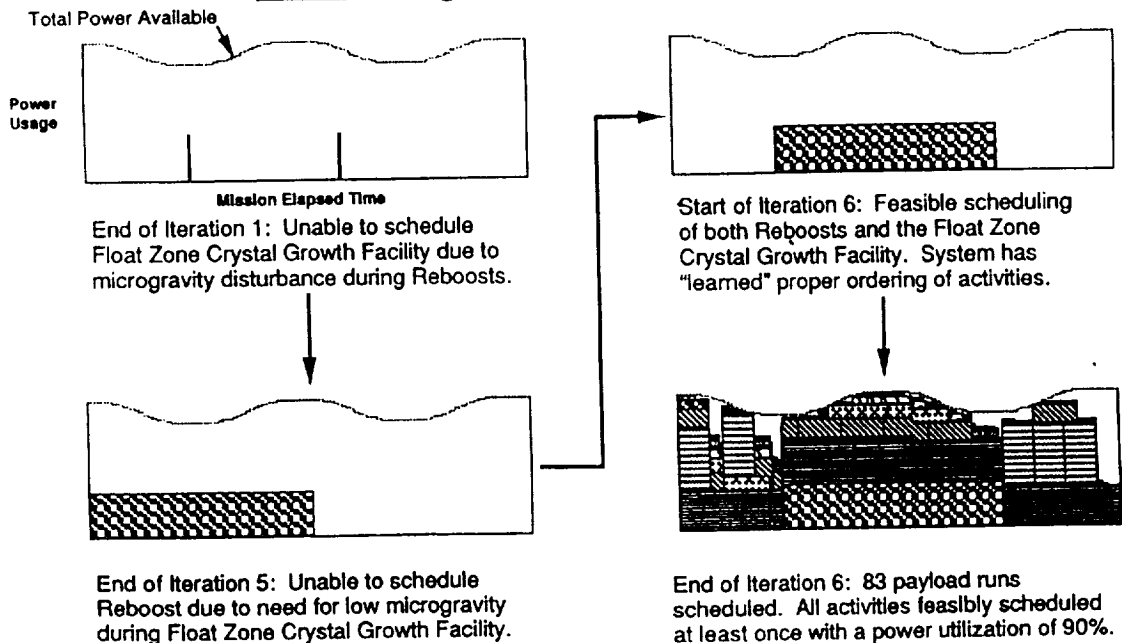 Total Power Available
Power
Usage
Mission Elapsed Time
End of Iteration 1: Unable to schedule
Float Zone Crystal Growth Facility due to
microgravity disturbance during Reboosts.
Start of Iteration 6: Feasible scheduling
of both Reboosts and the Float Zone
Crystal Growth Facility. System has
"learned" proper ordering of activities.
End of Iteration 5: Unable to schedule
Reboost due to need for low microgravity
during Float Zone Crystal Growth Facility.
End of Iteration 6: 83 payload runs
scheduled. All activities feasibly scheduled
at least once with a power utilization of 90%.